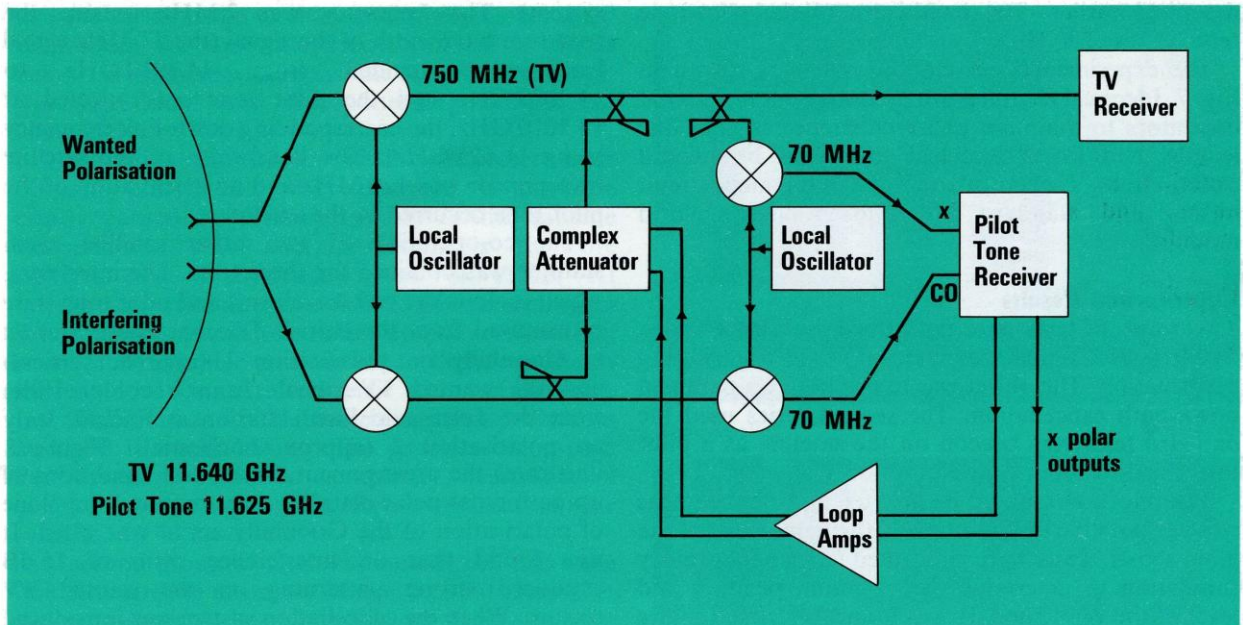 750 MHz (TV)
TV
Receiver
Wanted
Polarisation
70 MHz
x
Local
Oscillator
Complex
Attenuator
Local
Oscillator
Pilot
Tone
Receiver
CO
Interfering
Polarisation
70 MHz
x polar
outputs
TV 11.640 GHz
Pilot Tone 11.625 GHz
Loop
Amps